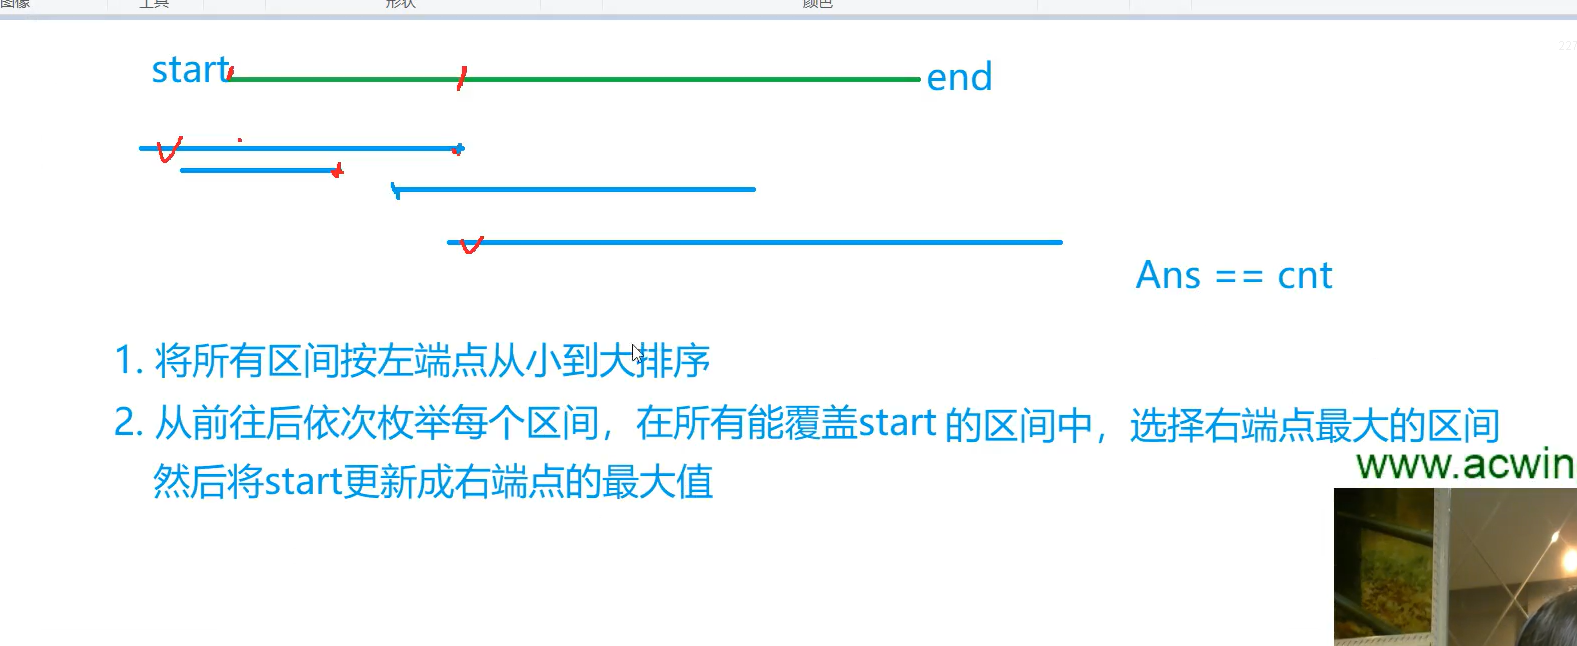 图像 工具 形状 颜色
227
start end
Ans == cnt
1. 将所有区间按左端点从小到大排序
2. 从前往后依次枚举每个区间，在所有能覆盖start 的区间中，选择右端点最大的区间
然后将start更新成右端点的最大值
www.acwin